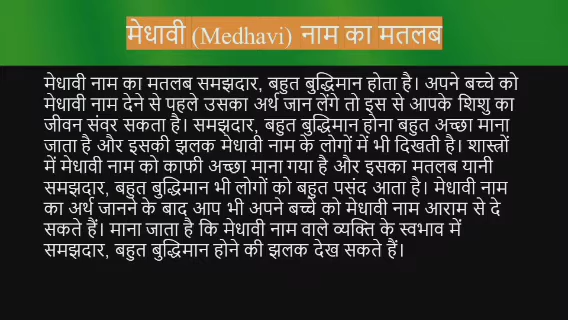 मेधावी (Medhavi) नाम का मतलब
मेधावी नाम का मतलब समझदार, बहुत बुद्धिमान होता है। अपने बच्चे को
मेधावी नाम देने से पहले उसका अर्थ जान लेंगे तो इस से आपके शिशु का
जीवन संवर सकता है। समझदार, बहुत बुद्धिमान होना बहुत अच्छा माना
जाता है और इसकी झलक मेधावी नाम के लोगों में भी दिखती है। शास्त्रों
में मेधावी नाम को काफी अच्छा माना गया है और इसका मतलब यानी
समझदार, बहुत बुद्धिमान भी लोगों को बहुत पसंद आता है। मेधावी नाम
का अर्थ जानने के बाद आप भी अपने बच्चे को मेधावी नाम आराम से दे
सकते हैं। माना जाता है कि मेधावी नाम वाले व्यक्ति के स्वभाव में
समझदार, बहुत बुद्धिमान होने की झलक देख सकते हैं।